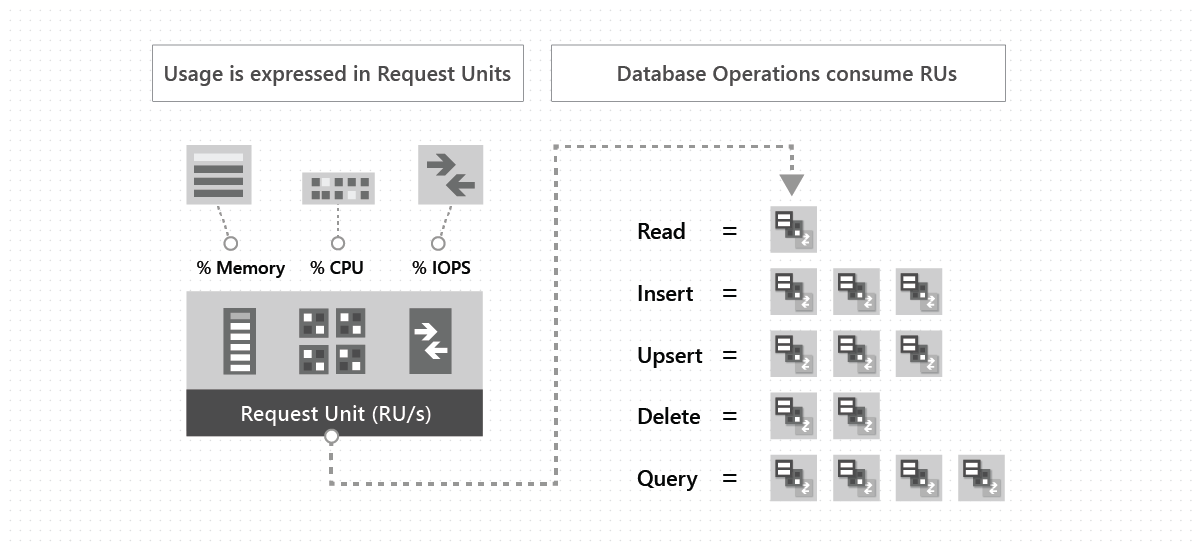 Usage is expressed in Request Units
Database Operations consume RUs
% Memory
% CPU
% IOPS
Request Unit (RU/s)
Read =
Insert =
Upsert =
Delete =
Query =